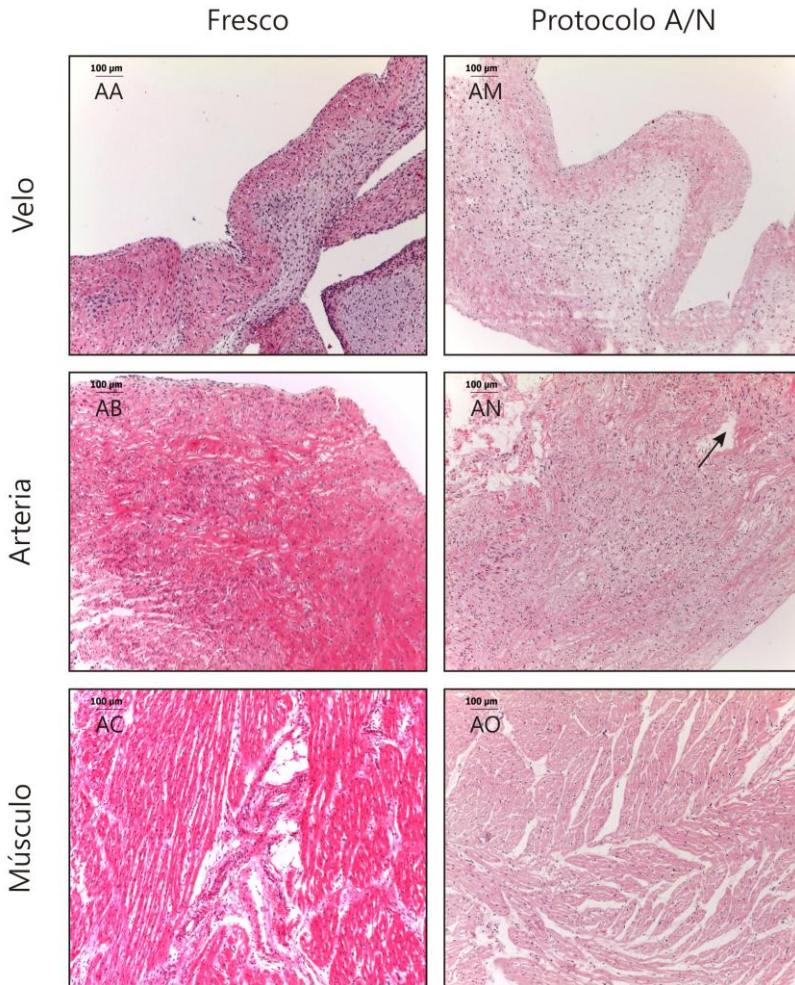 Fresco Protocolo A/N
Velo
100 µm
AA
100 µm
AM
Arteria
100 µm
AB
100 µm
AN
Músculo
100 µm
AC
100 µm
AO